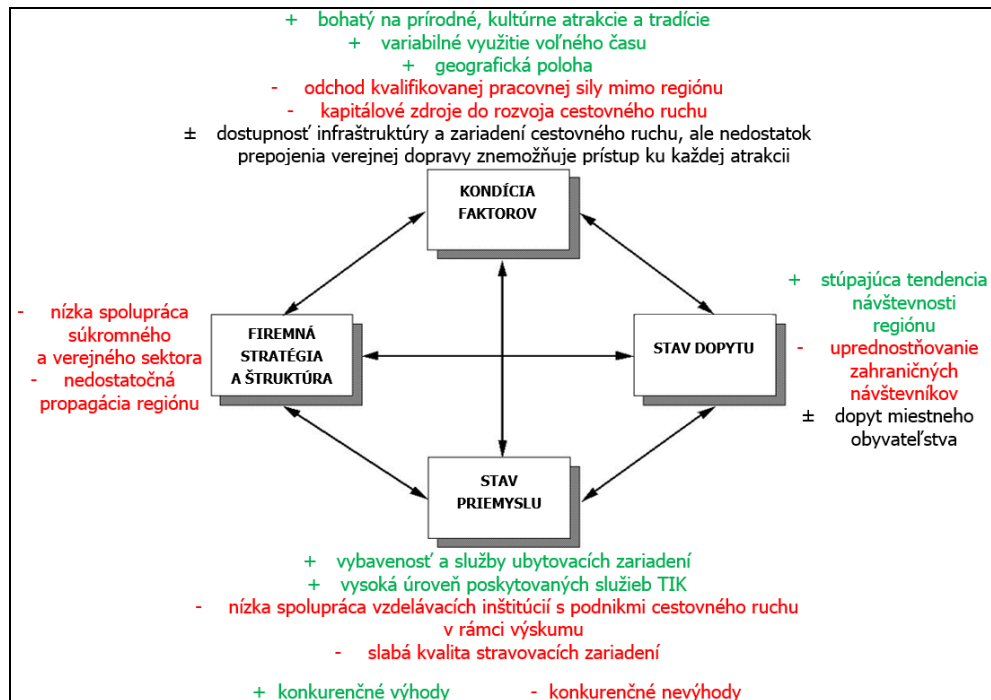 + bohatý na prírodné, kultúrne atrakcie a tradície
+ variabilné využitie voľného času
+ geografická poloha
- odchod kvalifikovanej pracovnej sily mimo regiónu
- kapitálové zdroje do rozvoja cestovného ruchu
± dostupnosť infraštruktúry a zariadení cestovného ruchu, ale nedostatok
prepojenia verejnej dopravy znemožňuje prístup ku každej atrakcii
KONDÍCIA
FAKTOROV
- nízka spolupráca
súkromného
a verejného sektora
- nedostatočná
propagácia regiónu
FIREMNÁ
STRATÉGIA
A ŠTRUKTÚRA
STAV DOPYTU
+ stúpajúca tendencia
návštevnosti
regiónu
- uprednostňovanie
zahraničných
návštevníkov
± dopyt miestneho
obyvateľstva
STAV
PRIEMYSLU
+ vybavenosť a služby ubytovacích zariadení
+ vysoká úroveň poskytovaných služieb TIK
- nízka spolupráca vzdelávacích inštitúcií s podnikmi cestovného ruchu
v rámci výskumu
- slabá kvalita stravovacích zariadení
+ konkurenčné výhody - konkurenčné nevýhody